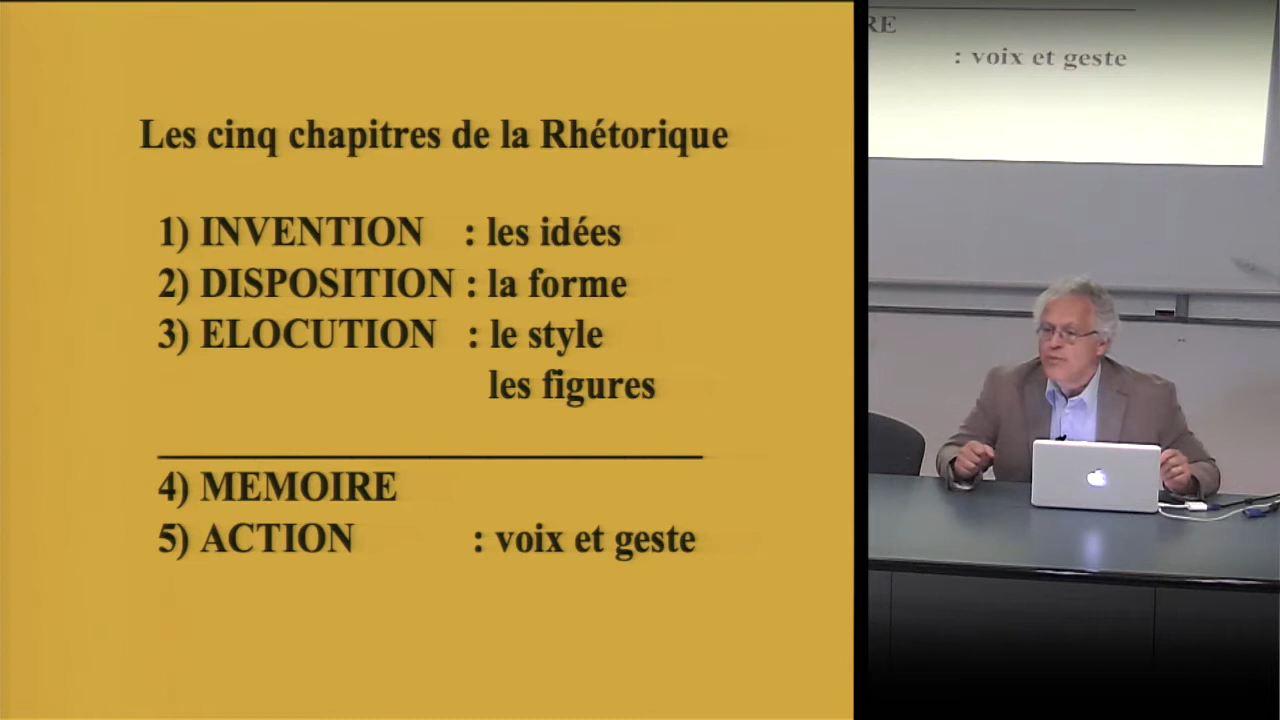 Les cinq chapitres de la Rhétorique
1) INVENTION : les idées
2) DISPOSITION : la forme
3) ELOCUTION : le style
les figures
4) MEMOIRE
5) ACTION : voix et geste
RE
: voix et geste